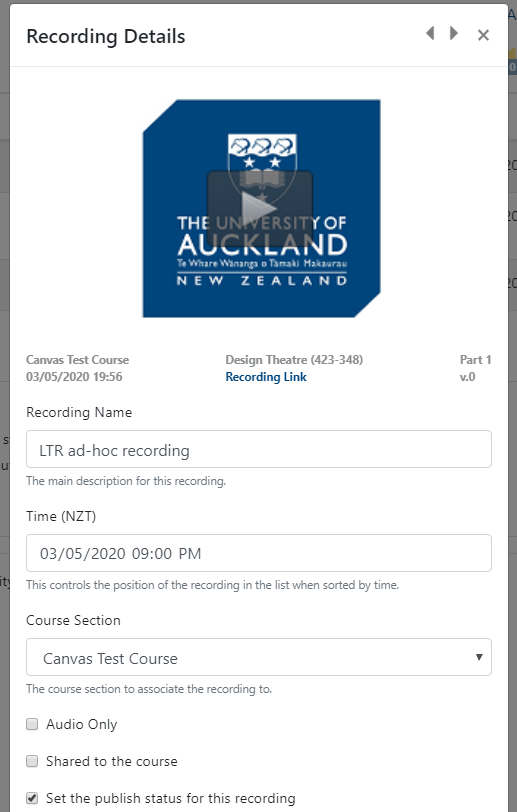 Recording Details
THE UNIVERSITY OF
AUCKLAND
Te Whare Wānanga o Tāmaki Makaurau
NEW ZEALAND
Canvas Test Course
Design Theatre (423-348)
Part 1
03/05/2020 19:56
Recording Link
v.0
Recording Name
LTR ad-hoc recording
The main description for this recording.
Time (NZT)
03/05/2020 09:00 PM
This controls the position of the recording in the list when sorted by time.
Course Section
Canvas Test Course
The course section to associate the recording to.
Audio Only
Shared to the course
Set the publish status for this recording